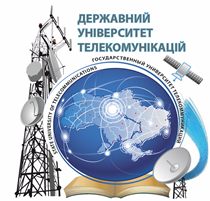 ДЕРЖАВНИЙ
УНІВЕРСИТЕТ
ТЕЛЕКОМУНІКАЦІЙ
ГОСУДАРСТВЕННЫЙ УНИВЕРСИТЕТ ТЕЛЕКОММУНИКАЦИЙ
STATE UNIVERSITY OF TELECOMMUNICATIONS